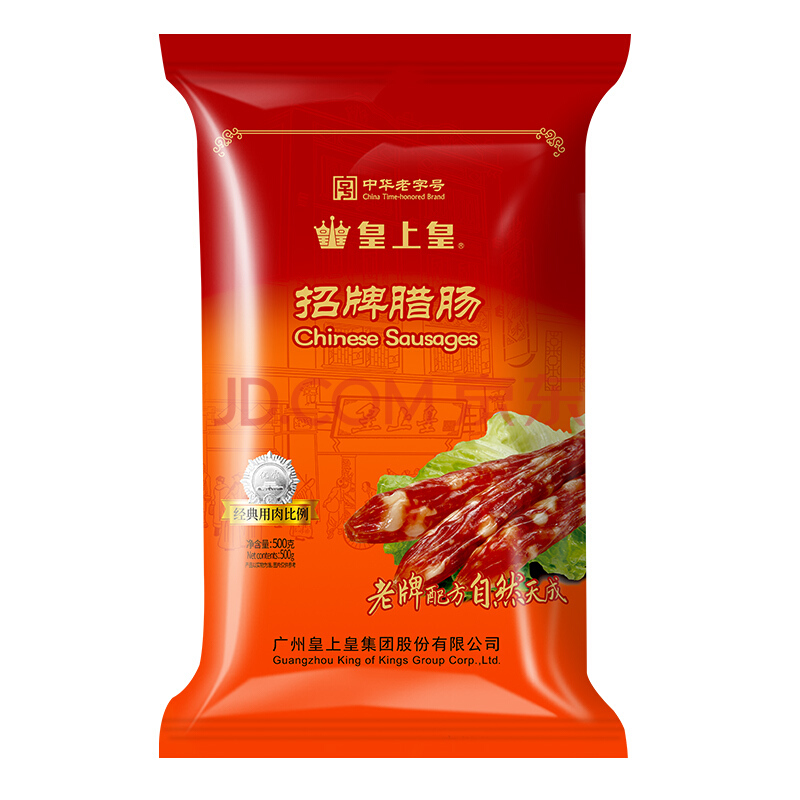 中华老字号
China Time-honored Brand
皇上皇®
招牌腊肠
Chinese Sausages
JD.COM 京东
皇上皇
经典用肉比例
净含量:500克
Net contents:500g
老牌配方自然天成
广州皇上皇集团股份有限公司
Guangzhou King of Kings Group Corp.,Ltd.